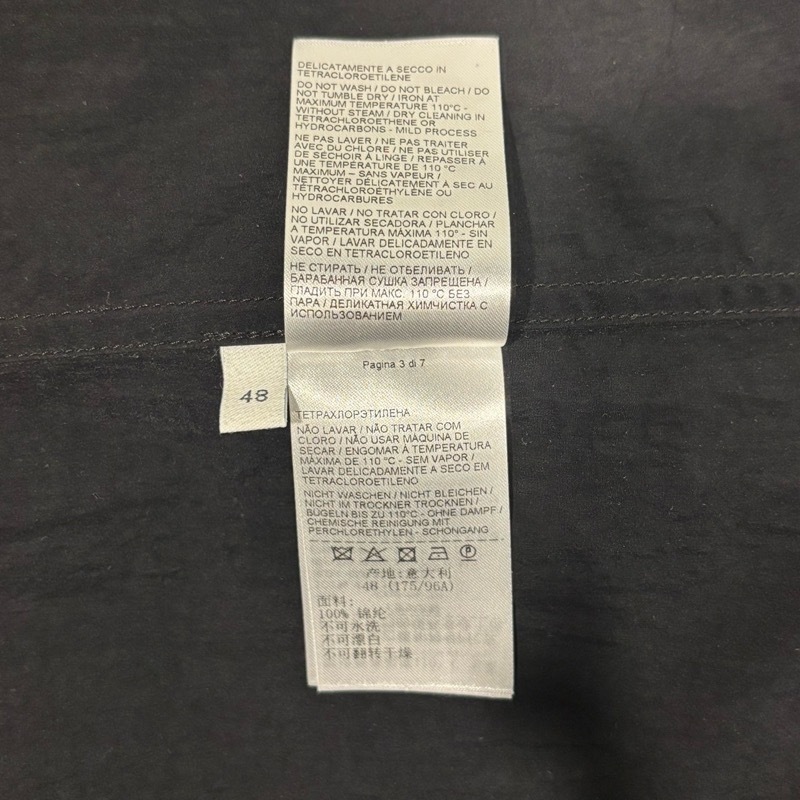 DELICATAMENTE A SECCO IN
TETRACLOROETILENE
DO NOT WASH / DO NOT BLEACH / DO
NOT TUMBLE DRY / IRON AT
MAXIMUM TEMPERATURE 110°C -
WITHOUT STEAM / DRY CLEANING IN
TETRACHLOROETHENE OR
HYDROCARBONS - MILD PROCESS
NE PAS LAVER / NE PAS TRAITER
AVEC DU CHLORE / NE PAS UTILISER
DE SÉCHOIR À LINGE / REPASSER À
UNE TEMPÉRATURE DE 110 °C
MAXIMUM – SANS VAPEUR /
NETTOYER DÉLICATEMENT À SEC AU
TÉTRACHLOROÉTHYLÈNE OU
HYDROCARBURES
NO LAVAR / NO TRATAR CON CLORO /
NO UTILIZAR SECADORA / PLANCHAR
A TEMPERATURA MÁXIMA 110° - SIN
VAPOR / LAVAR DELICADAMENTE EN
SECO EN TETRACLOROETILENO
НЕ СТИРАТЬ / НЕ ОТБЕЛИВАТЬ /
БАРАБАННАЯ СУШКА ЗАПРЕЩЕНА /
ГЛАДИТЬ ПРИ МАКС. 110 °C БЕЗ
ПАРА / ДЕЛИКАТНАЯ ХИМЧИСТКА С
ИСПОЛЬЗОВАНИЕМ
Pagina 3 di 7
48
ТЕТРАХЛОРЭТИЛЕНА
NÃO LAVAR / NÃO TRATAR COM
CLORO / NÃO USAR MÁQUINA DE
SECAR / ENGOMAR À TEMPERATURA
MÁXIMA DE 110 °C - SEM VAPOR /
LAVAR DELICADAMENTE A SECO EM
TETRACLOROETILENO
NICHT WASCHEN / NICHT BLEICHEN /
NICHT IM TROCKNER TROCKNEN /
BÜGELN BIS ZU 110°C - OHNE DAMPF /
CHEMISCHE REINIGUNG MIT
PERCHLORETHYLEN - SCHONGANG
P
产地:意大利
48 (175/96A)
面料:
100% 锦纶
不可水洗
不可漂白
不可翻转干燥